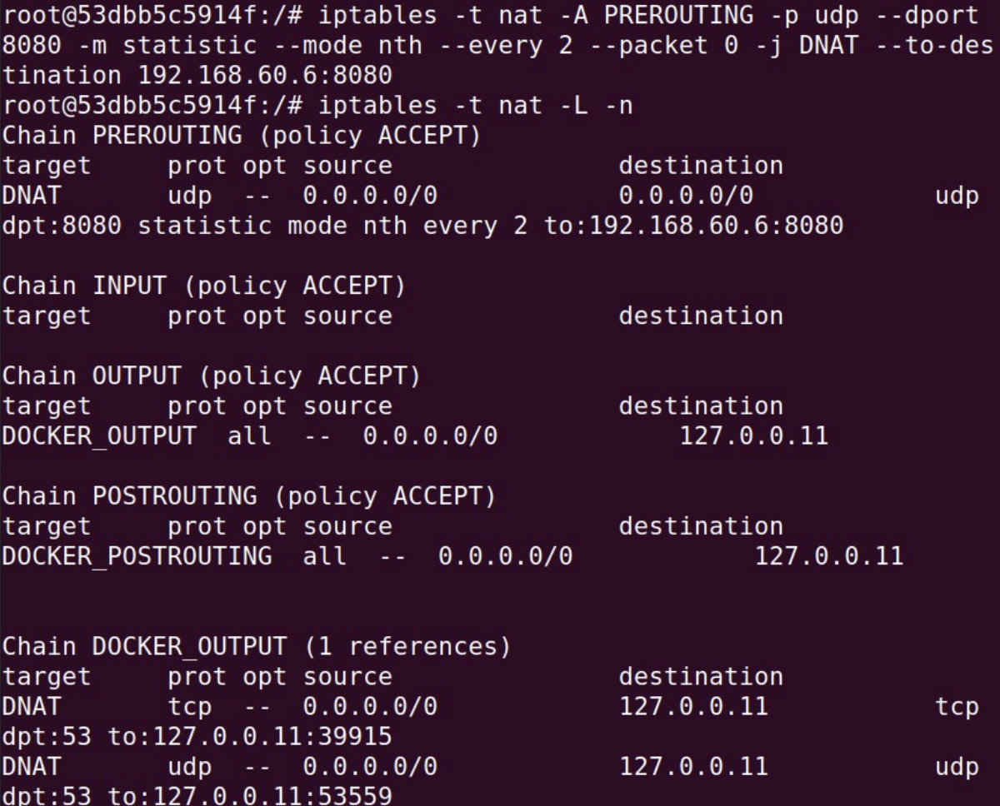 root@53dbb5c5914f:/# iptables -t nat -A PREROUTING -p udp --dport
8080 -m statistic --mode nth --every 2 --packet 0 -j DNAT --to-des
tination 192.168.60.6:8080
root@53dbb5c5914f:/# iptables -t nat -L -n
Chain PREROUTING (policy ACCEPT)
target     prot opt source               destination
DNAT       udp  --  0.0.0.0/0            0.0.0.0/0            udp
dpt:8080 statistic mode nth every 2 to:192.168.60.6:8080

Chain INPUT (policy ACCEPT)
target     prot opt source               destination

Chain OUTPUT (policy ACCEPT)
target     prot opt source               destination
DOCKER_OUTPUT  all  --  0.0.0.0/0            127.0.0.11

Chain POSTROUTING (policy ACCEPT)
target     prot opt source               destination
DOCKER_POSTROUTING  all  --  0.0.0.0/0            127.0.0.11

Chain DOCKER_OUTPUT (1 references)
target     prot opt source               destination
DNAT       tcp  --  0.0.0.0/0            127.0.0.11           tcp
dpt:53 to:127.0.0.11:39915
DNAT       udp  --  0.0.0.0/0            127.0.0.11           udp
dpt:53 to:127.0.0.11:53559